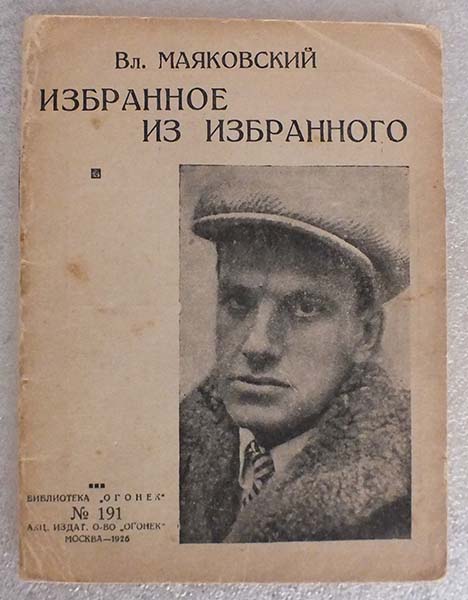 Вл. МАЯКОВСКИЙ
ИЗБРАННОЕ
ИЗ ИЗБРАННОГО
БИБЛИОТЕКА „ОГОНЕК“
№ 191
АКЦ. ИЗДАТ. О-ВО „ОГОНЕК“
МОСКВА—1926